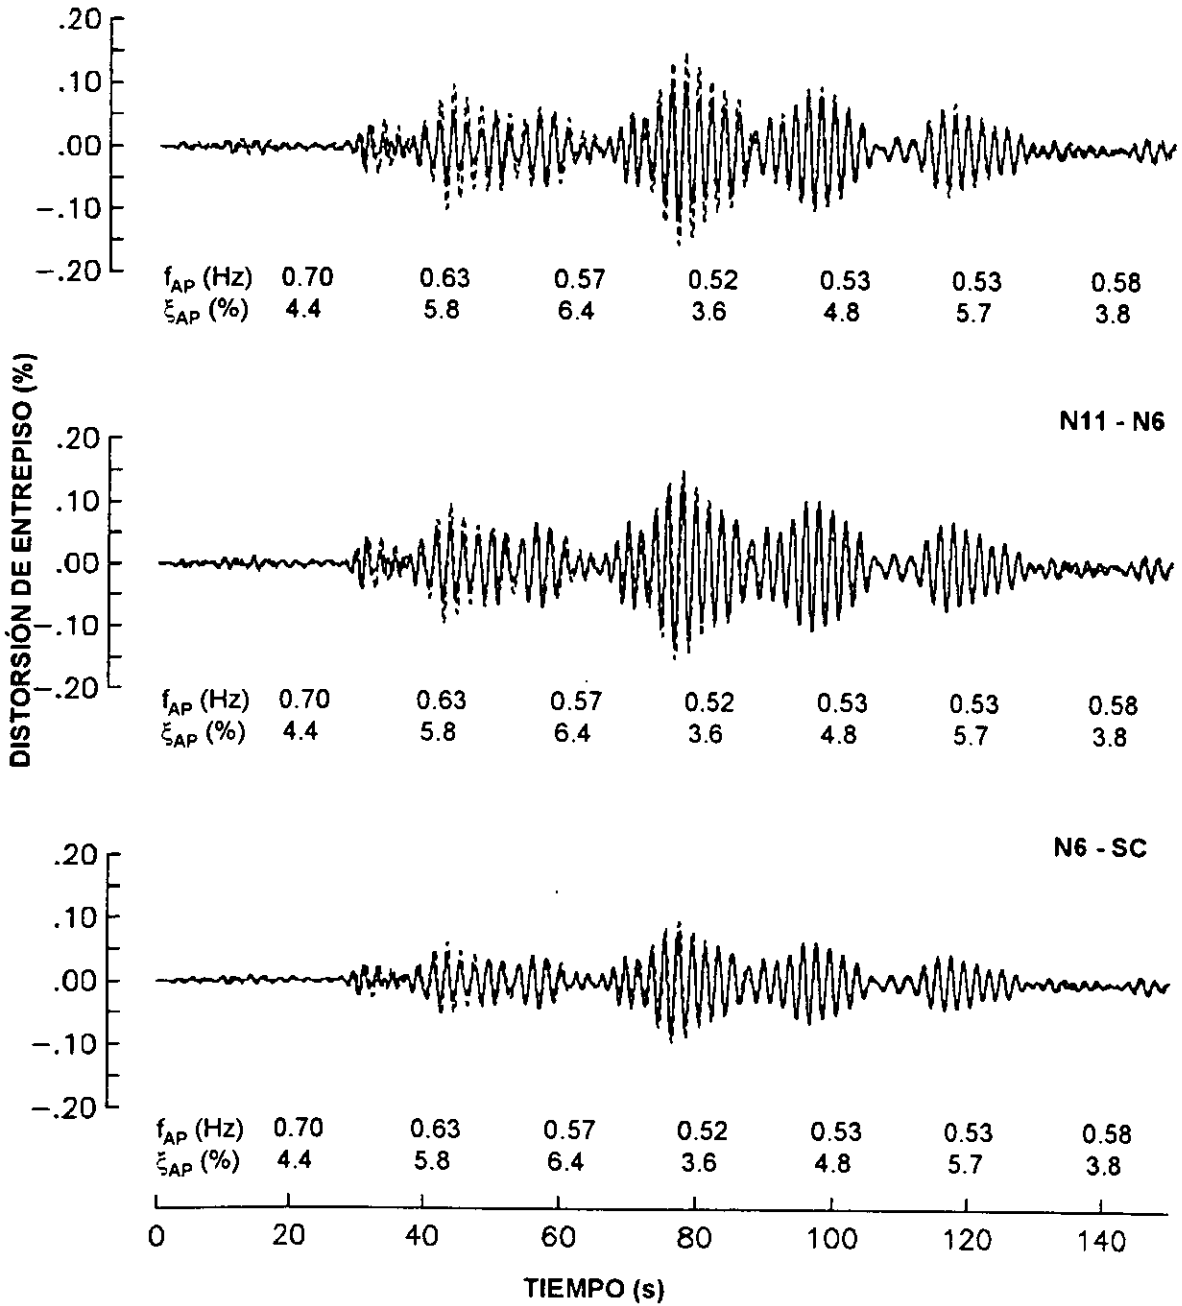 .20
.10
.00
-.10
-.20
f_AP (Hz) 0.70 0.63 0.57 0.52 0.53 0.53 0.58
ξ_AP (%) 4.4 5.8 6.4 3.6 4.8 5.7 3.8
DISTORSIÓN DE ENTREPISO (%)
N11 - N6
.20
.10
.00
-.10
-.20
f_AP (Hz) 0.70 0.63 0.57 0.52 0.53 0.53 0.58
ξ_AP (%) 4.4 5.8 6.4 3.6 4.8 5.7 3.8
N6 - SC
.20
.10
.00
-.10
-.20
f_AP (Hz) 0.70 0.63 0.57 0.52 0.53 0.53 0.58
ξ_AP (%) 4.4 5.8 6.4 3.6 4.8 5.7 3.8
0 20 40 60 80 100 120 140
TIEMPO (s)